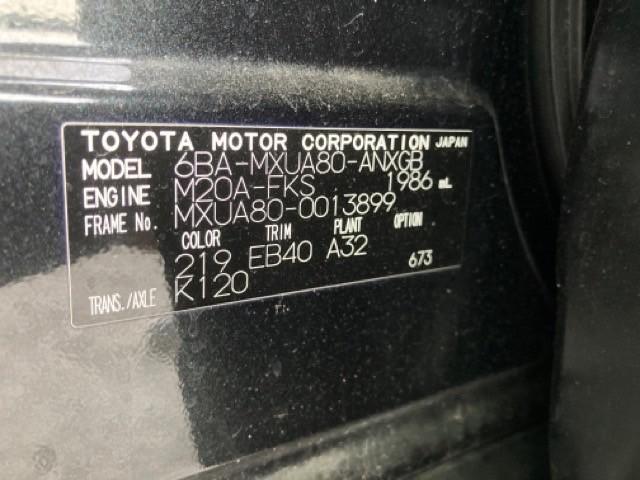 TOYOTA MOTOR CORPORATION JAPAN
MODEL 6BA-MXUA80-ANXGB
ENGINE M20A-FKS 1986 mL
FRAME No. MXUA80-0013899
COLOR TRIM PLANT OPTION
219 EB40 A32 673
TRANS./AXLE K120